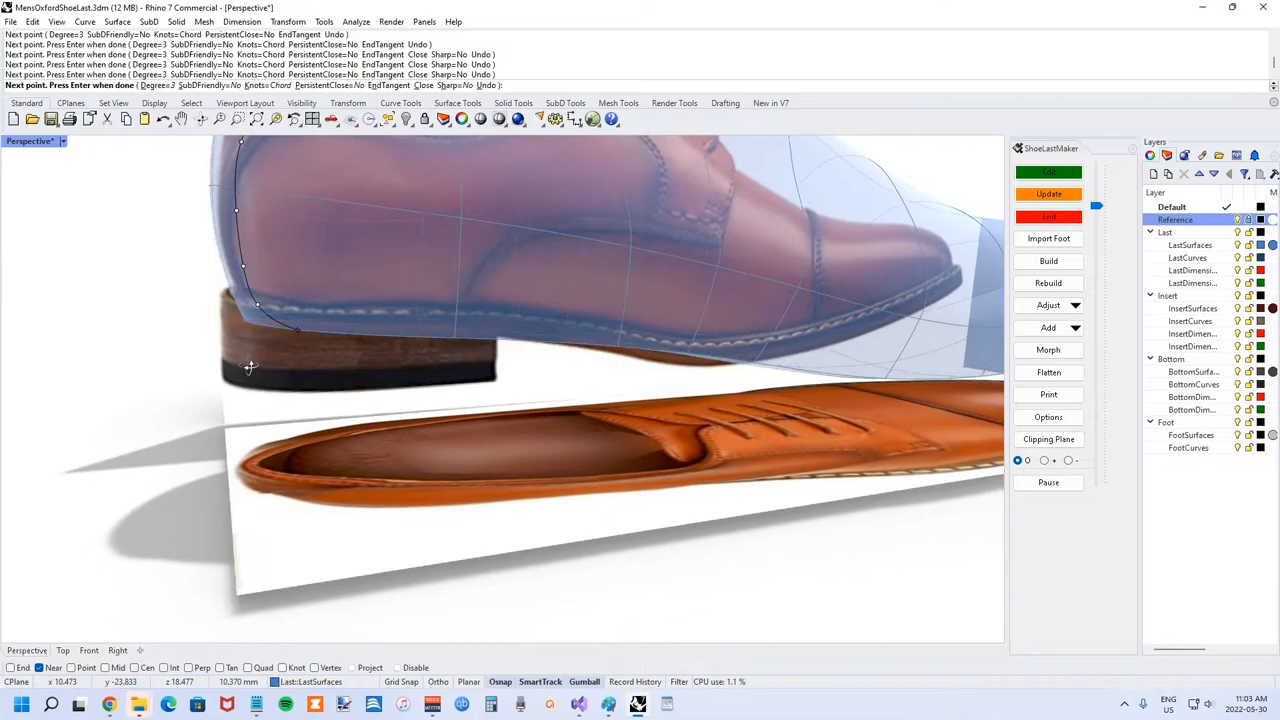 MensOxfordShoeLast.3dm (12 MB) - Rhino 7 Commercial - [Perspective*]
File Edit View Curve Surface SubD Solid Mesh Dimension Transform Tools Analyze Render Panels Help
Next point ( Degree=3 SubDFriendly=No Knots=Chord PersistentClose=No EndTangent Undo )
Next point. Press Enter when done ( Degree=3 SubDFriendly=No Knots=Chord PersistentClose=No EndTangent Undo )
Next point. Press Enter when done ( Degree=3 SubDFriendly=No Knots=Chord PersistentClose=No EndTangent Close Sharp=No Undo )
Next point. Press Enter when done ( Degree=3 SubDFriendly=No Knots=Chord PersistentClose=No EndTangent Close Sharp=No Undo )
Next point. Press Enter when done ( Degree=3 SubDFriendly=No Knots=Chord PersistentClose=No EndTangent Close Sharp=No Undo )
Next point. Press Enter when done ( Degree=3 SubDFriendly=No Knots=Chord PersistentClose=No EndTangent Close Sharp=No Undo ):
Standard CPlanes Set View Display Select Viewport Layout Visibility Transform Curve Tools Surface Tools Solid Tools SubD Tools Mesh Tools Render Tools Drafting New in V7
Perspective*
ShoeLastMaker
Edit
Update
End
Import Foot
Build
Rebuild
Adjust
Add
Morph
Flatten
Print
Options
Clipping Plane
0 + -
Pause
Layers
Layer M
Default
Reference
Last
LastSurfaces
LastCurves
LastDimensi...
LastDimensi...
Insert
InsertSurfaces
InsertCurves
InsertDimen...
InsertDimen...
Bottom
BottomSurfa...
BottomCurves
BottomDim...
BottomDim...
Foot
FootSurfaces
FootCurves
Perspective Top Front Right
End Near Point Mid Cen Int Perp Tan Quad Knot Vertex Project Disable
CPlane x 10.473 y -23.833 z 18.477 10.370 mm Last::LastSurfaces Grid Snap Ortho Planar Osnap SmartTrack Gumball Record History Filter CPU use: 1.1 %
ENG
US
11:03 AM
2022-05-30